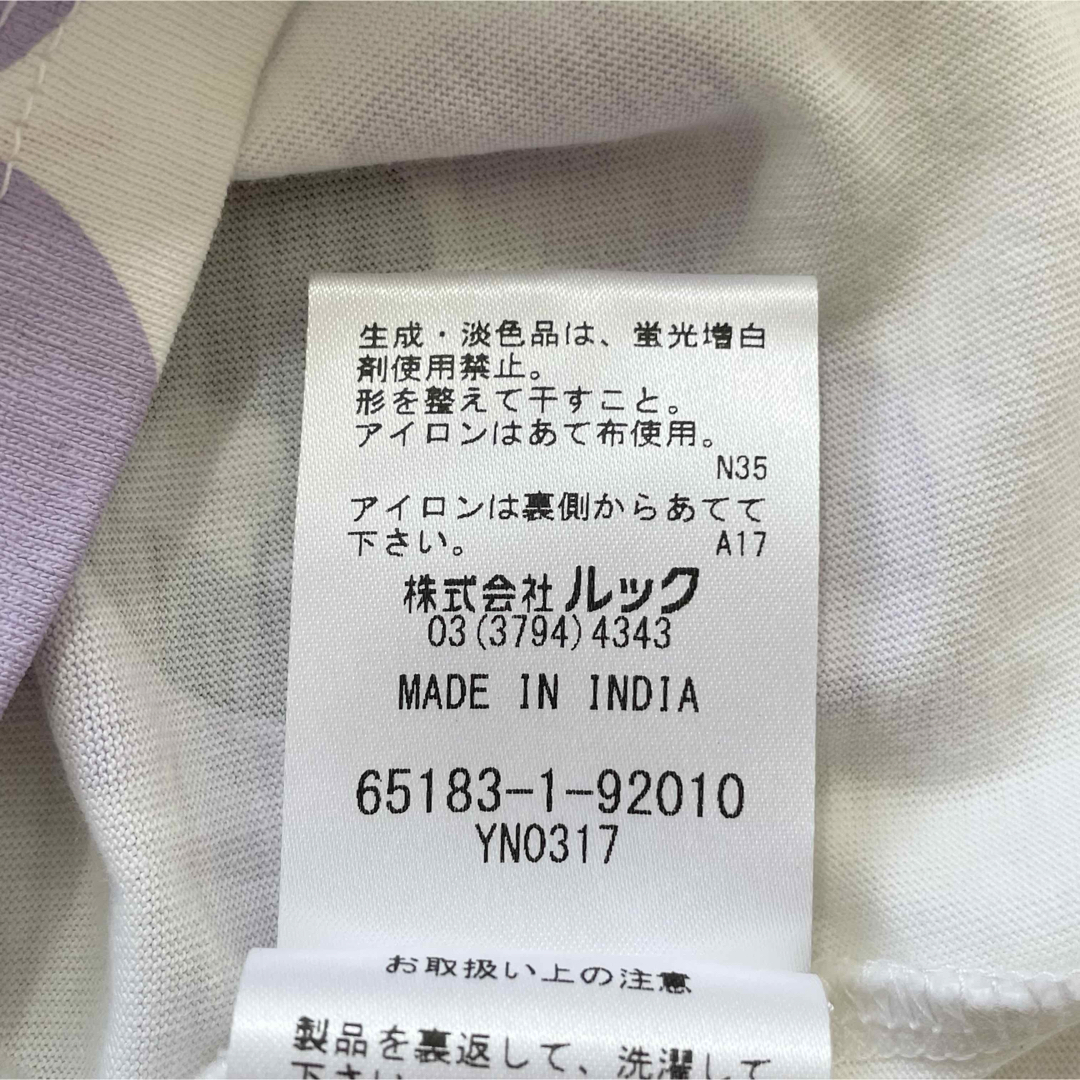 生成・淡色品は、蛍光増白
剤使用禁止。
形を整えて干すこと。
アイロンはあて布使用。
N35
アイロンは裏側からあてて
下さい。 A17
株式会社ルック
03(3794)4343
MADE IN INDIA
65183-1-92010
YN0317
お取扱い上の注意
製品を裏返して、洗濯して
下さい